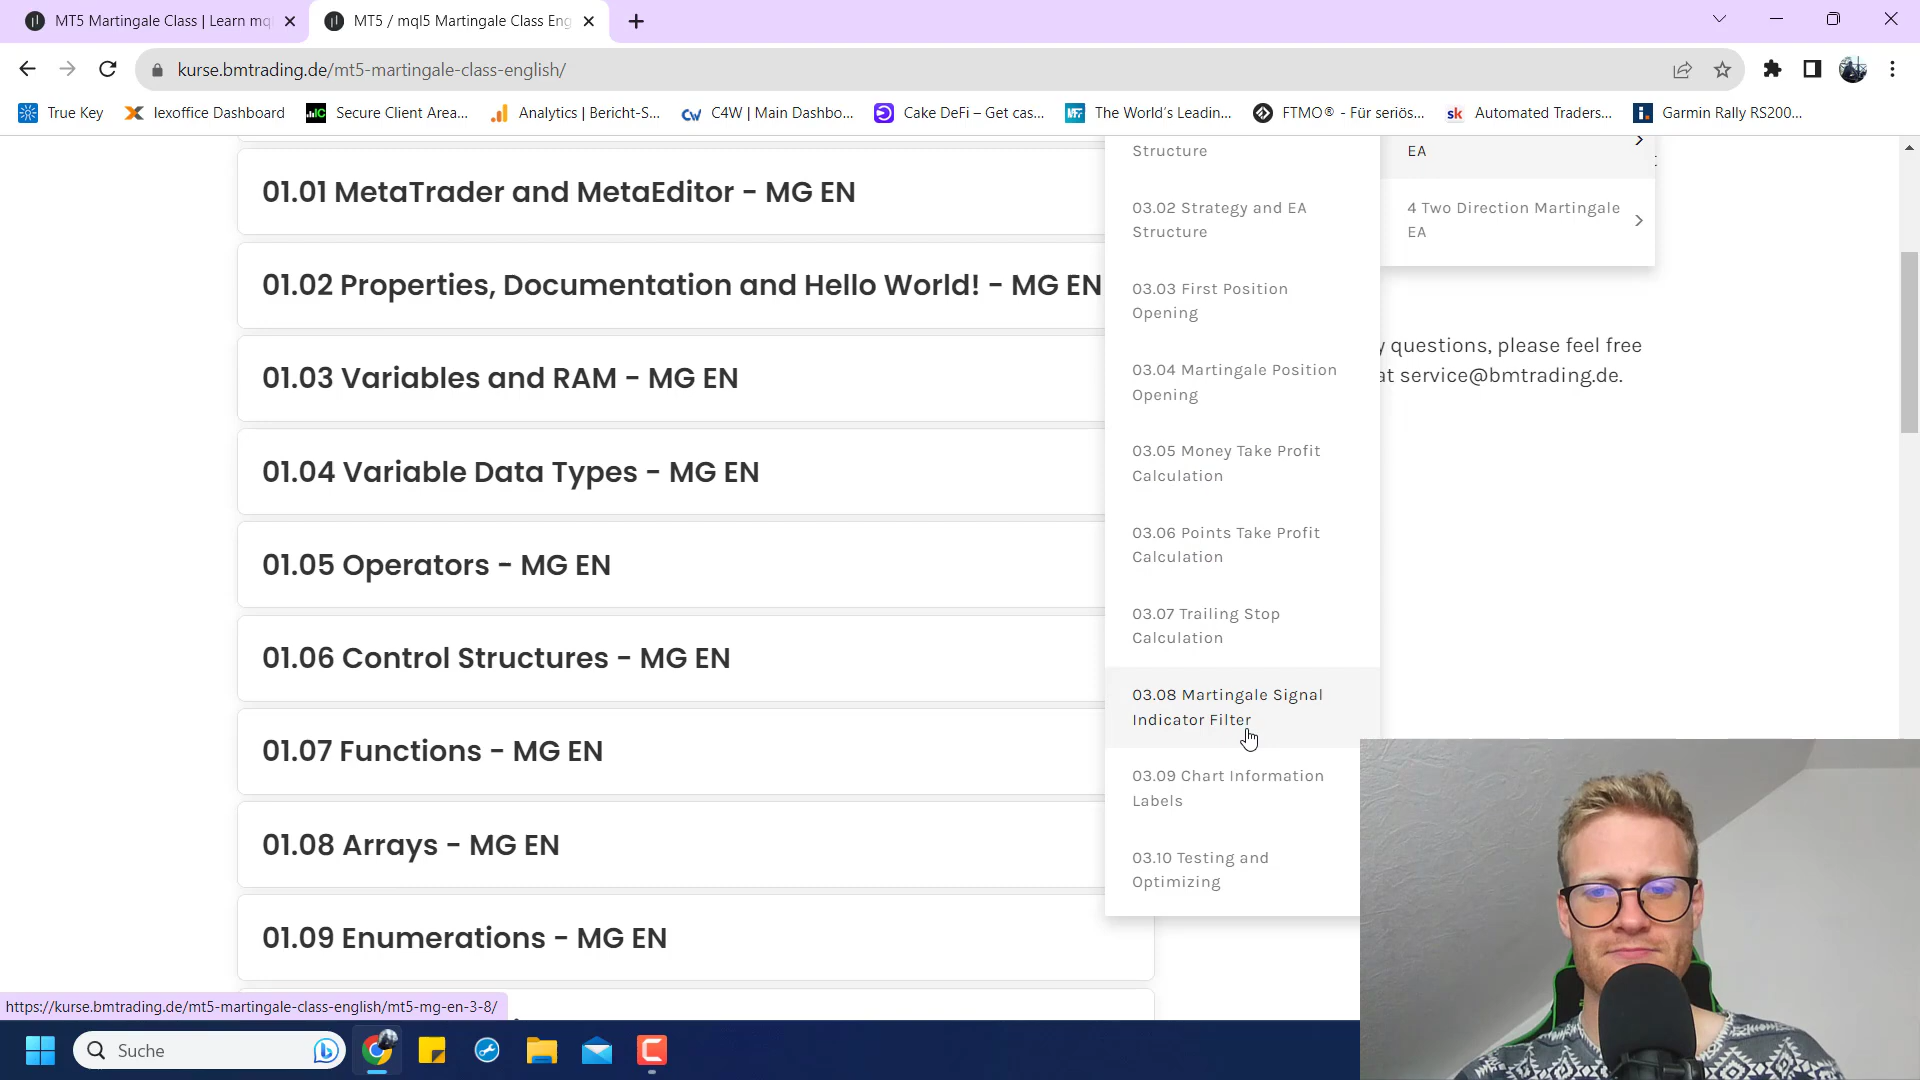 MT5 Martingale Class | Learn mq
MT5 / mql5 Martingale Class Eng
kurse.bmtrading.de/mt5-martingale-class-english/
True Key
lexoffice Dashboard
Secure Client Area...
Analytics | Bericht-S...
C4W | Main Dashbo...
Cake DeFi – Get cas...
The World's Leadin...
FTMO® - Für seriös...
sk
Automated Traders...
Garmin Rally RS200...
01.01 MetaTrader and MetaEditor - MG EN
01.02 Properties, Documentation and Hello World! - MG EN
01.03 Variables and RAM - MG EN
01.04 Variable Data Types - MG EN
01.05 Operators - MG EN
01.06 Control Structures - MG EN
01.07 Functions - MG EN
01.08 Arrays - MG EN
01.09 Enumerations - MG EN
Structure
03.02 Strategy and EA
Structure
03.03 First Position
Opening
03.04 Martingale Position
Opening
03.05 Money Take Profit
Calculation
03.06 Points Take Profit
Calculation
03.07 Trailing Stop
Calculation
03.08 Martingale Signal
Indicator Filter
03.09 Chart Information
Labels
03.10 Testing and
Optimizing
EA
4 Two Direction Martingale
EA
y questions, please feel free
at service@bmtrading.de.
https://kurse.bmtrading.de/mt5-martingale-class-english/mt5-mg-en-3-8/
Suche